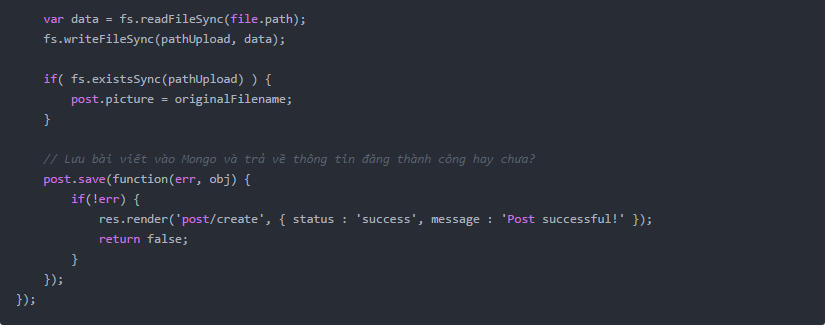 var data = fs.readFileSync(file.path);
fs.writeFileSync(pathUpload, data);
if( fs.existsSync(pathUpload) ) {
post.picture = originalFilename;
}
// Lưu bài viết vào Mongo và trả về thông tin đăng thành công hay chưa?
post.save(function(err, obj) {
if(!err) {
res.render('post/create', { status : 'success', message : 'Post successful!' });
return false;
}
});
});